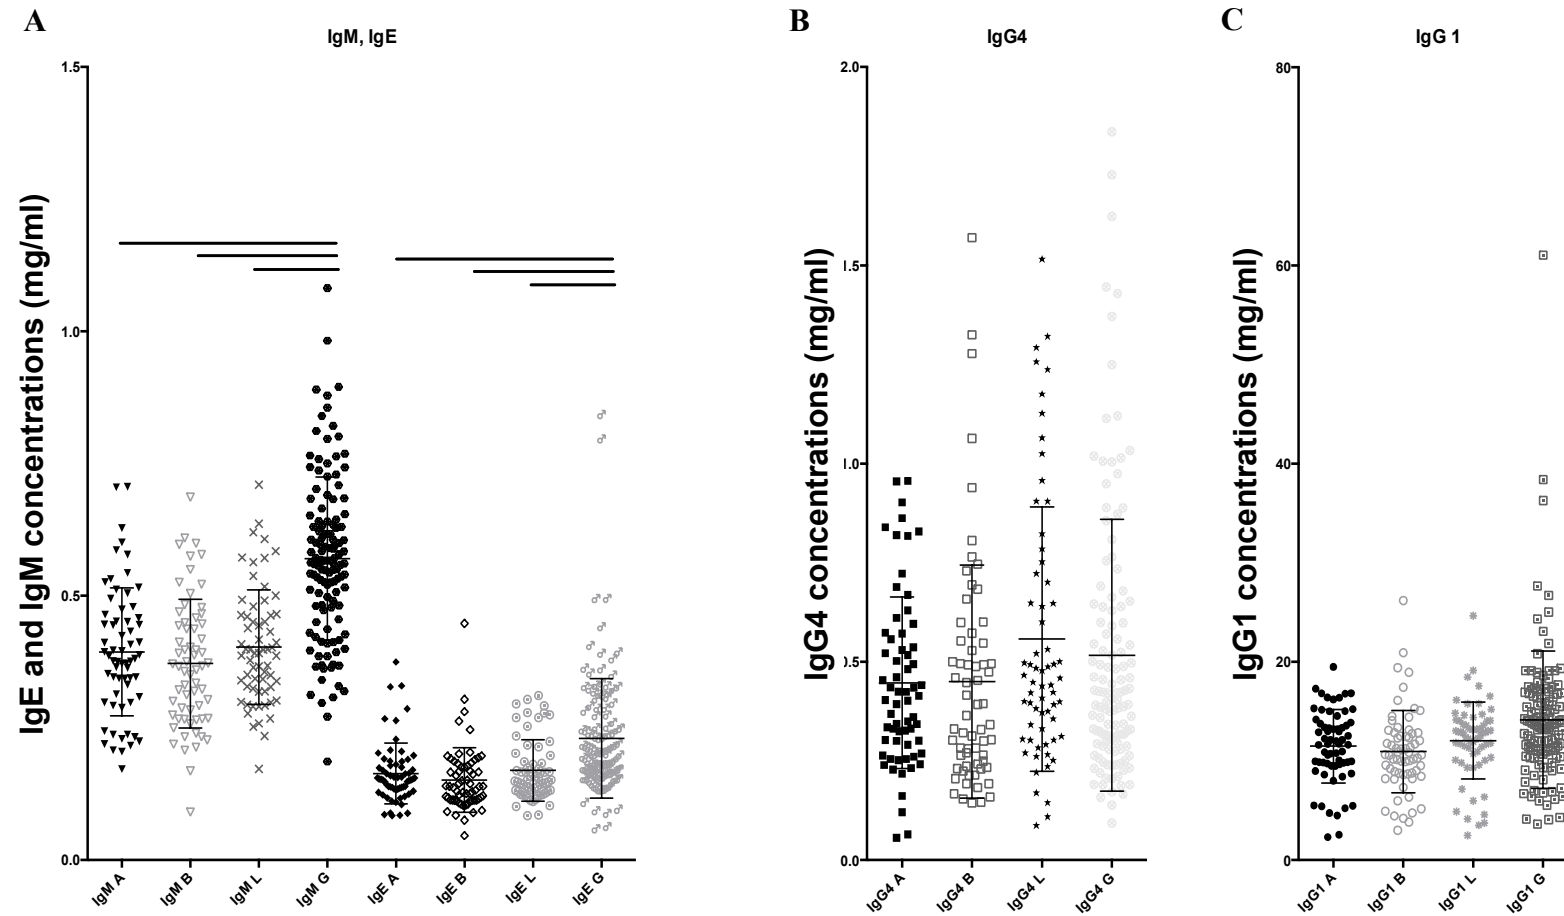 A
IgM, IgE
IgE and IgM concentrations (mg/ml)
1.5
1.0
0.5
0.0
IgM A
IgM B
IgM L
IgM G
IgE A
IgE B
IgE L
IgE G
B
IgG4
IgG4 concentrations (mg/ml)
2.0
1.5
1.0
0.5
0.0
IgG4 A
IgG4 B
IgG4 L
IgG4 G
C
IgG 1
IgG1 concentrations (mg/ml)
80
60
40
20
0
IgG1 A
IgG1 B
IgG1 L
IgG1 G